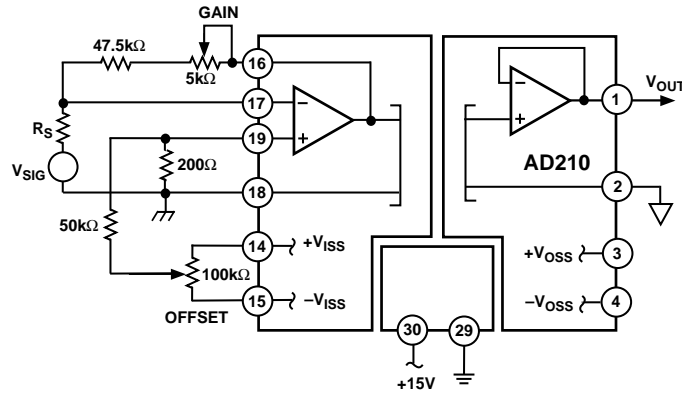 GAIN
47.5kΩ
5kΩ
16
17
19
18
14
15
1
2
3
4
30
29
RS
VSIG
200Ω
50kΩ
100kΩ
OFFSET
+VISS
–VISS
–
+
–
+
AD210
VOUT
+VOSS
–VOSS
+15V